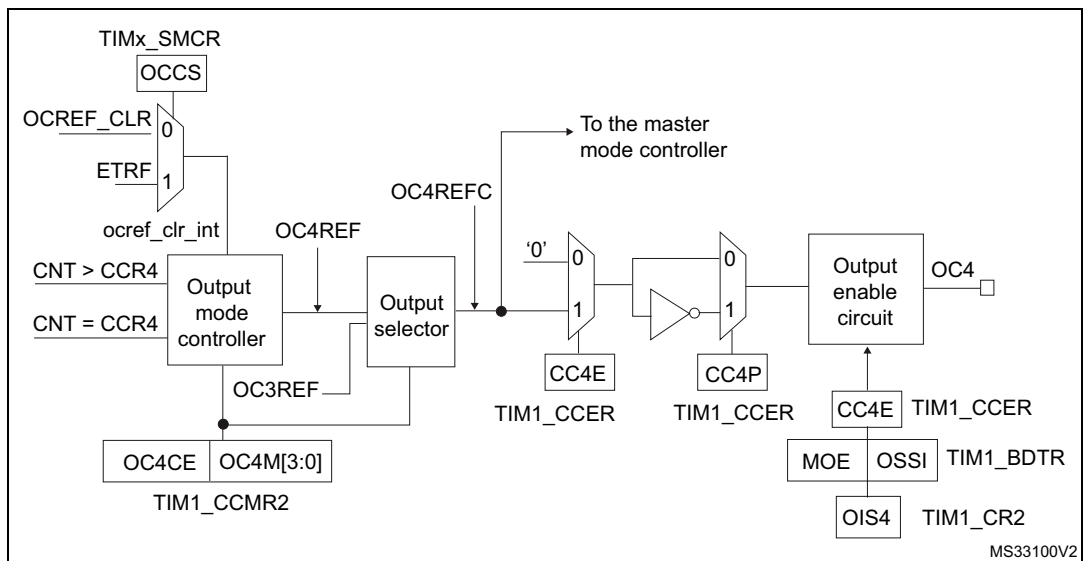 TIMx_SMCR
OCCS
OCREF_CLR
0
ETRF
1
ocref_clr_int
To the master
mode controller
OC4REFC
OC4REF
CNT > CCR4
CNT = CCR4
Output
mode
controller
Output
selector
OC3REF
‘0’
0
1
0
1
Output
enable
circuit
OC4
CC4E
TIM1_CCER
CC4P
TIM1_CCER
CC4E
TIM1_CCER
OC4CE
OC4M[3:0]
TIM1_CCMR2
MOE
OSSI
TIM1_BDTR
OIS4
TIM1_CR2
MS33100V2